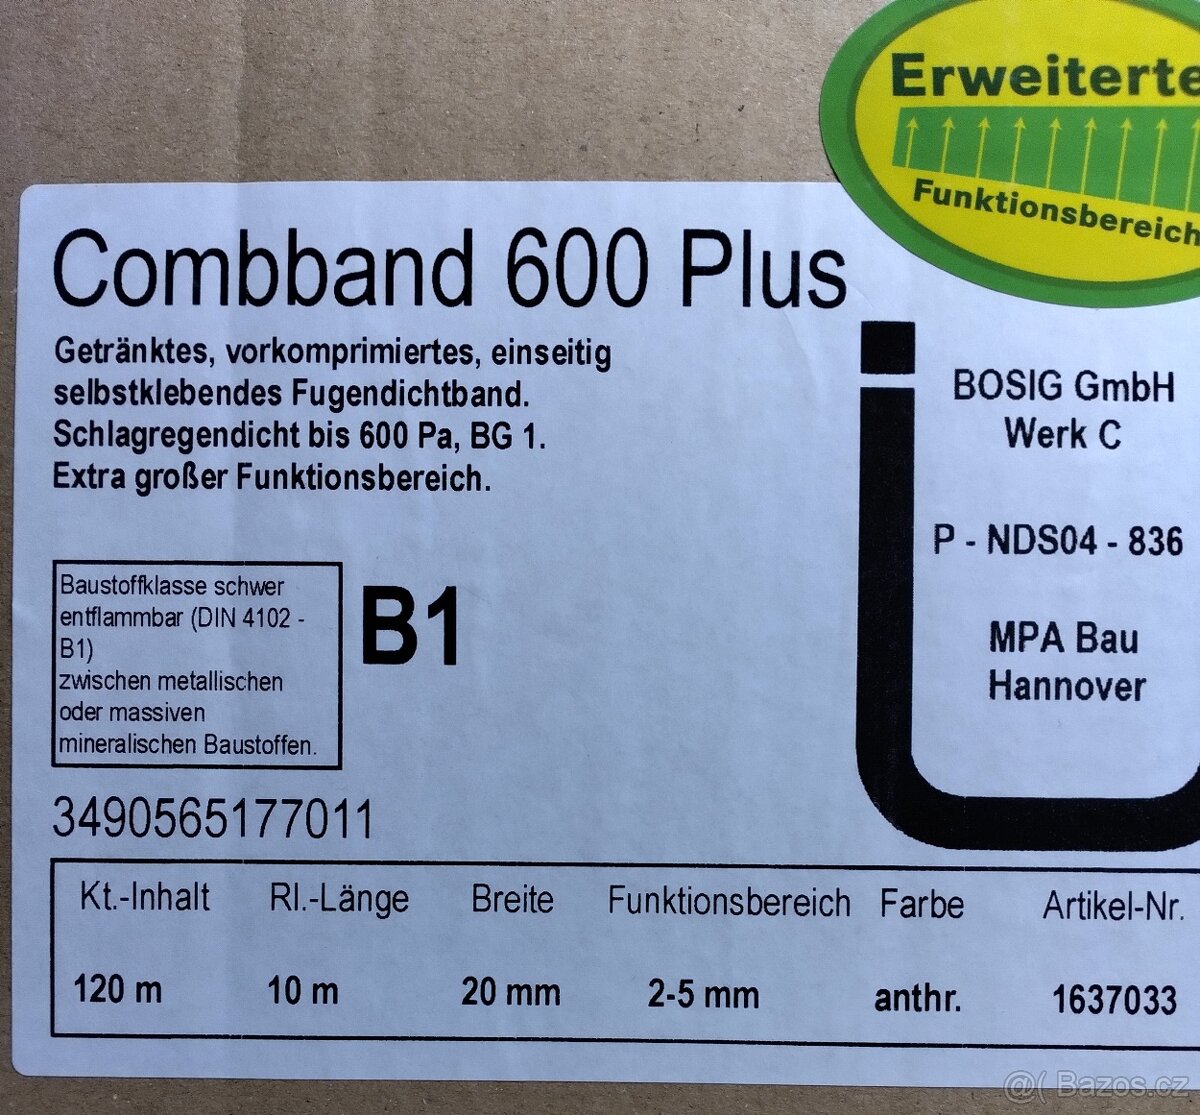 Erweiterte
Funktionsbereich
Combband 600 Plus
Getränktes, vorkomprimiertes, einseitig
selbstklebendes Fugendichtband.
Schlagregendicht bis 600 Pa, BG 1.
Extra großer Funktionsbereich.
BOSIG GmbH
Werk C
P - NDS04 - 836
MPA Bau
Hannover
Baustoffklasse schwer
entflammbar (DIN 4102 -
B1)
zwischen metallischen
oder massiven
mineralischen Baustoffen.
B1
3490565177011
Kt.-Inhalt Rl.-Länge Breite Funktionsbereich Farbe Artikel-Nr.
120 m 10 m 20 mm 2-5 mm anthr. 1637033
@( Bazos.cz